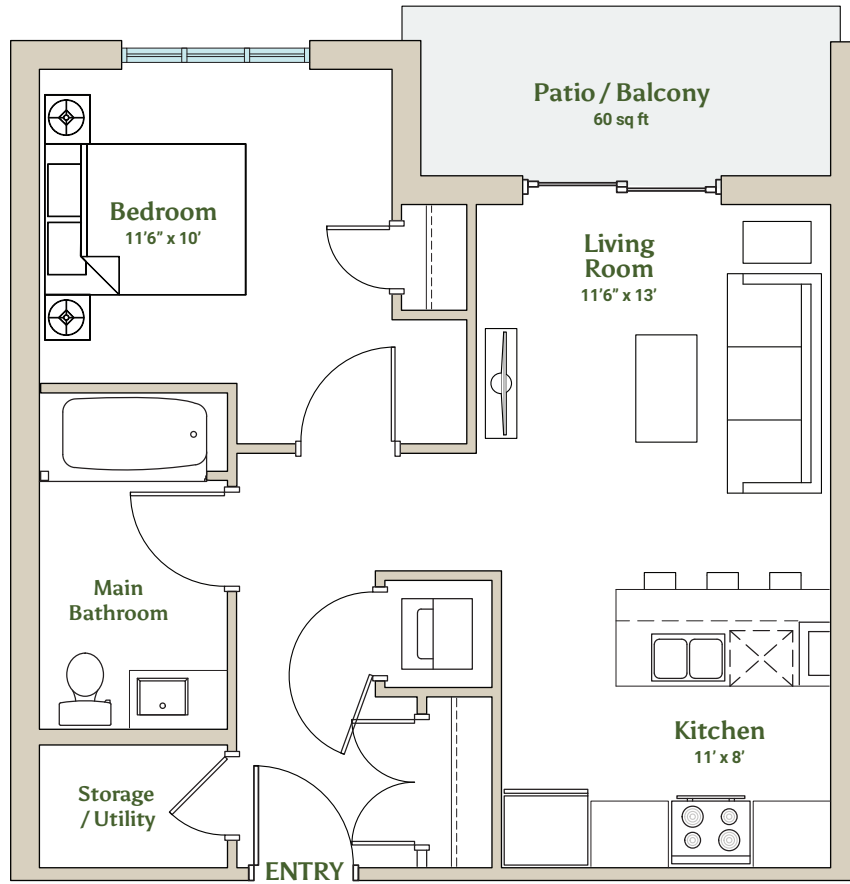 Patio / Balcony
60 sq ft
Bedroom
11'6” x 10’
Living
Room
11’6” x 13’
Main
Bathroom
Kitchen
11’ x 8’
Storage
/ Utility
ENTRY